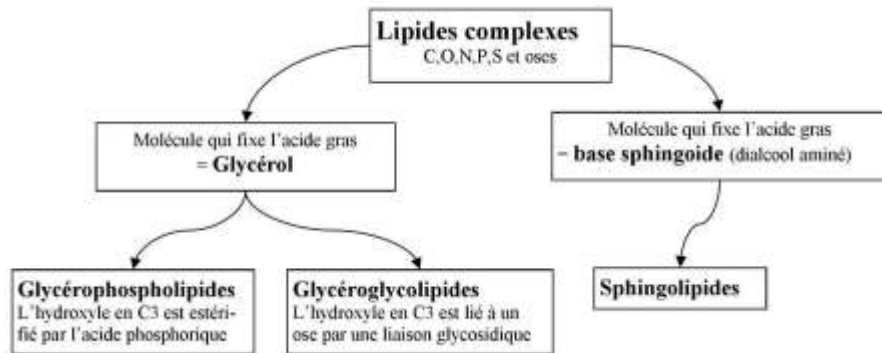 Lipides complexes
C,O,N,P,S et oses
Molécule qui fixe l'acide gras
= Glycérol
Molécule qui fixe l'acide gras
= base sphingoide (dialcool aminé)
Glycérophospholipides
L'hydroxyle en C3 est estéri-
fié par l'acide phosphorique
Glycéroglycolipides
L'hydroxyle en C3 est lié à un
ose par une liaison glycosidique
Sphingolipides